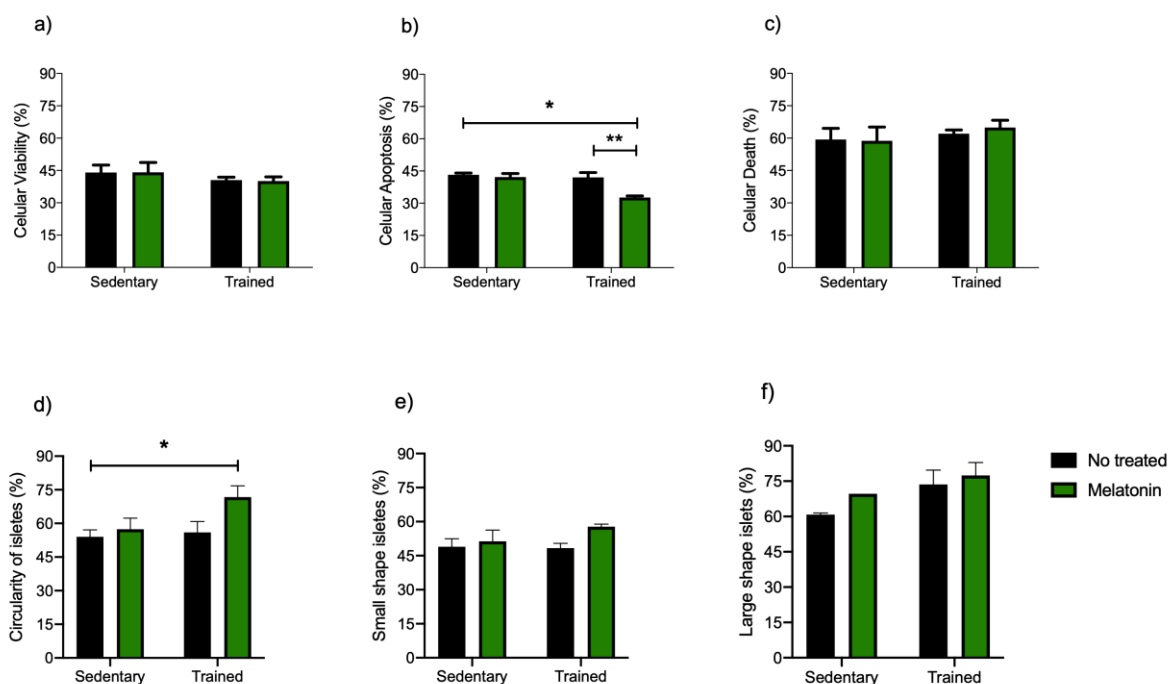 a)
Celular Viability (%)
90
75
60
45
30
15
0
Sedentary
Trained
b)
Celular Apoptosis (%)
90
75
60
45
30
15
0
*
**
Sedentary
Trained
c)
Celular Death (%)
90
75
60
45
30
15
0
Sedentary
Trained
d)
Circularity of isletes (%)
90
75
60
45
30
15
0
*
Sedentary
Trained
e)
Small shape isletes (%)
90
75
60
45
30
15
0
Sedentary
Trained
f)
Large shape islets (%)
90
75
60
45
30
15
0
Sedentary
Trained
No treated
Melatonin